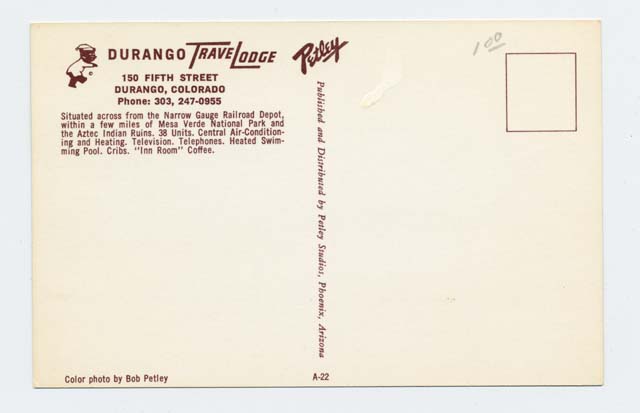 DURANGO TRAVELODGE
150 FIFTH STREET
DURANGO, COLORADO
Phone: 303, 247-0955
Situated across from the Narrow Gauge Railroad Depot,
within a few miles of Mesa Verde National Park and
the Aztec Indian Ruins. 38 Units. Central Air-Condition-
ing and Heating. Television. Telephones. Heated Swim-
ming Pool. Cribs. "Inn Room" Coffee.
Color photo by Bob Petley
Petley
Published and Distributed by Petley Studios, Phoenix, Arizona
A-22
1.00